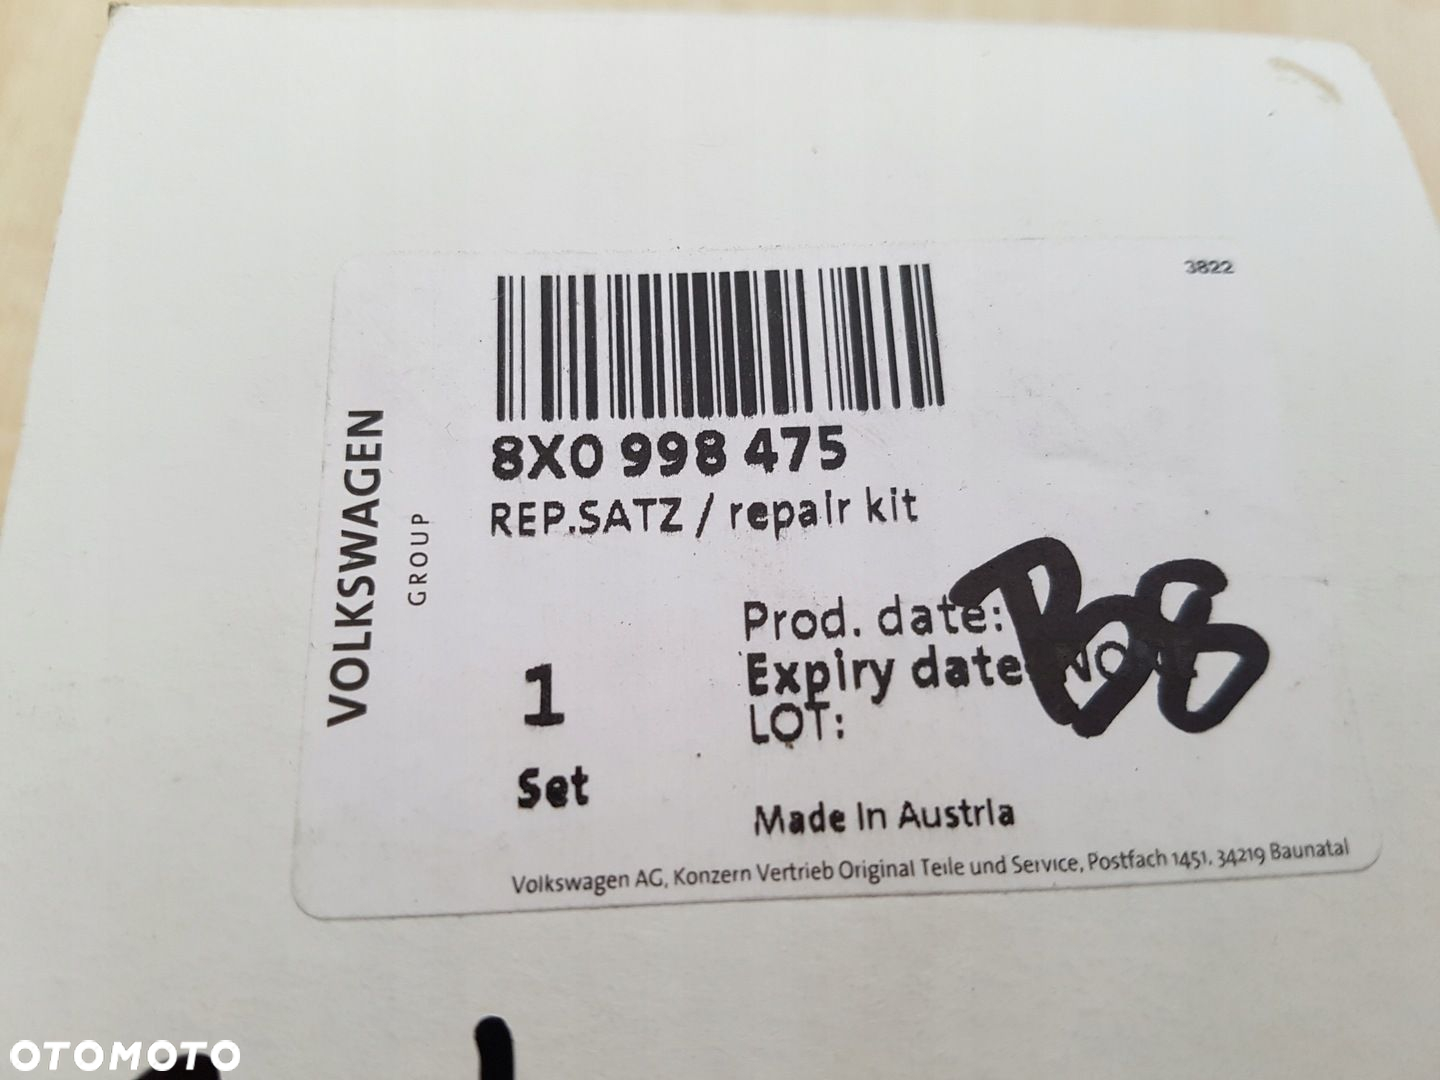 3822
8X0 998 475
REP.SATZ / repair kit
VOLKSWAGEN
GROUP
Prod. date:
B8
Expiry date
LOT:
1
Set
Made In Austria
Volkswagen AG, Konzern Vertrieb Original Teile und Service, Postfach 1451, 34219 Baunatal
OTOMOTO